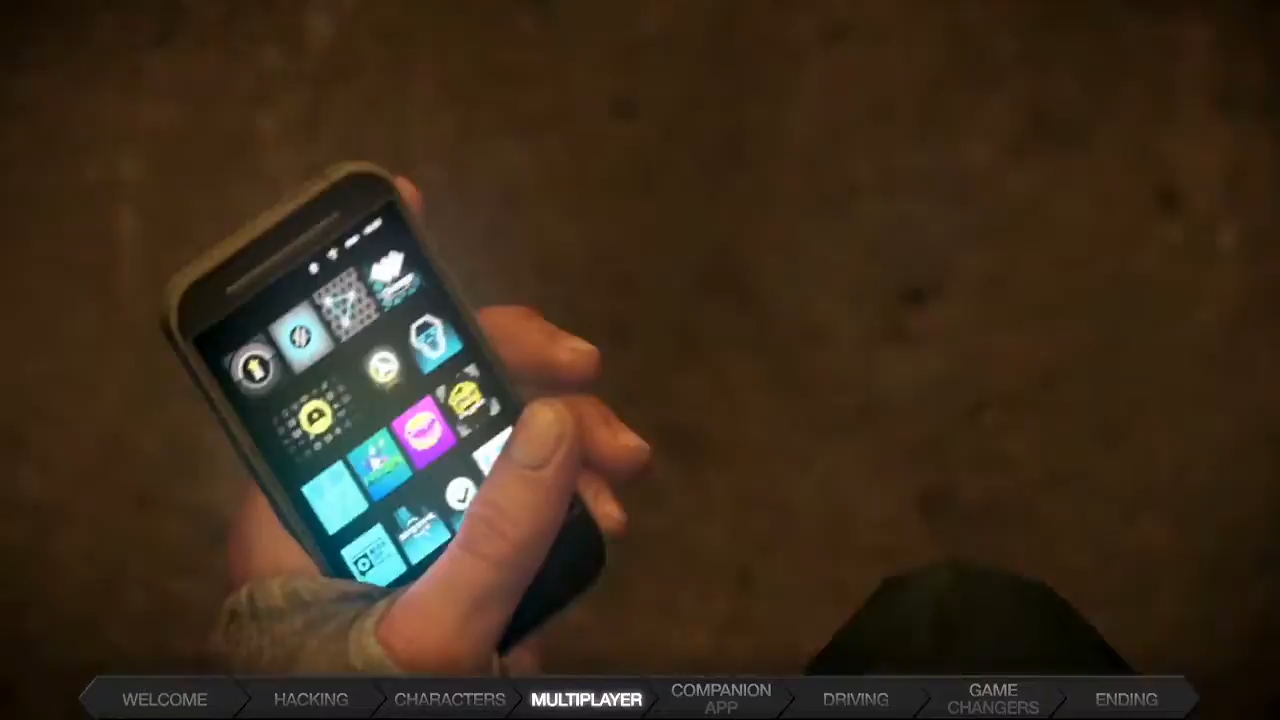 WELCOME
HACKING
CHARACTERS
MULTIPLAYER
COMPANION
APP
DRIVING
GAME
CHANGERS
ENDING